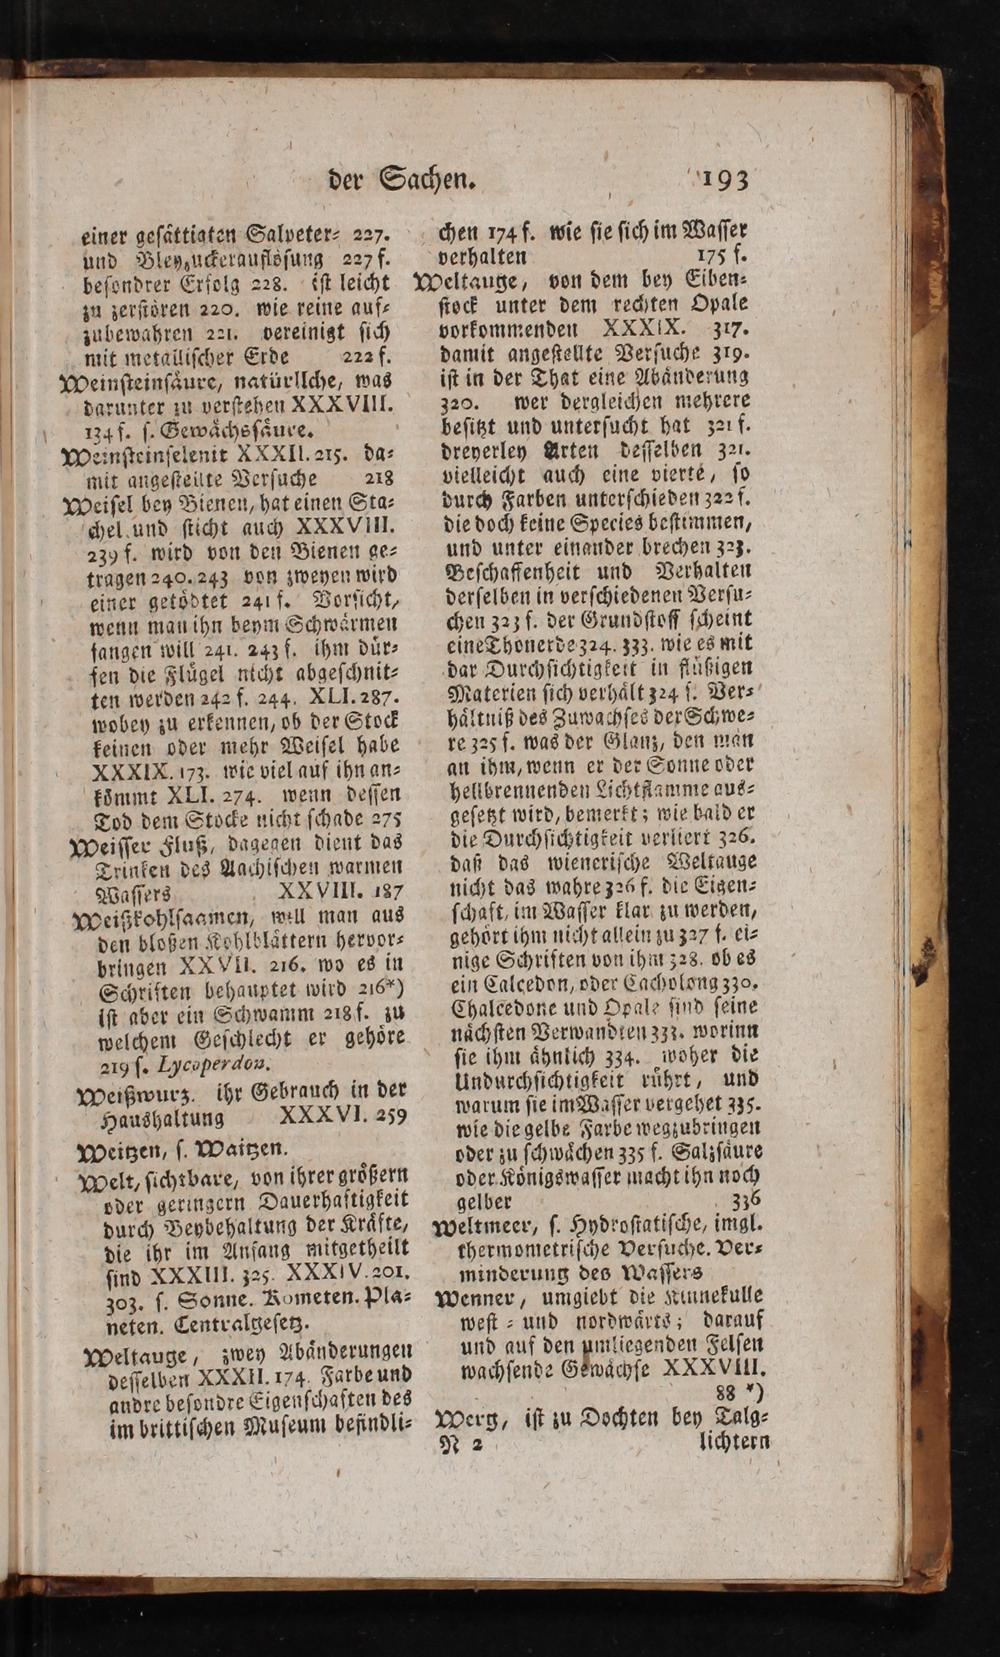 der Sachen. 193
einer gesättigten Salpeter- 227.
und Bleyzuckerauflösung 227 f.
besondrer Erfolg 228. ist leicht
zu zerstören 220. wie reine auf-
zubewahren 221. vereinigt sich
mit metallischer Erde 222 f.
Weinsteinsäure, natürliche, was
darunter zu verstehen XXXVIII.
134 f. s. Gewächssäure.
Weinsteinselenit XXXII. 215. da-
mit angestellte Versuche 218
Weisel bey Bienen, hat einen Sta-
chel und sticht auch XXXVIII.
239 f. wird von den Bienen ge-
tragen 240. 243 von zweyen wird
einer getödtet 241 f. Vorsicht,
wenn man ihn beym Schwärmen
fangen will 241. 243 f. ihm dür-
fen die Flügel nicht abgeschnit-
ten werden 242 f. 244. XLI. 287.
wobey zu erkennen, ob der Stock
keinen oder mehr Weisel habe
XXXIX. 173. wie viel auf ihn an-
kömmt XLI. 274. wenn dessen
Tod dem Stocke nicht schade 275
Weisser Fluß, dagegen dient das
Trinken des Aachischen warmen
Wassers XXVIII. 187
Weißkohlsaamen, will man aus
den bloßen Kohlblättern hervor-
bringen XXVII. 216. wo es in
Schriften behauptet wird 216*)
ist aber ein Schwamm 218 f. zu
welchem Geschlecht er gehöre
219 f. Lycoperdon.
Weißwurz. ihr Gebrauch in der
Haushaltung XXXVI. 259
Weitzen, s. Waitzen.
Welt, sichtbare, von ihrer größern
oder geringern Dauerhaftigkeit
durch Beybehaltung der Kräfte,
die ihr im Anfang mitgetheilt
sind XXXIII. 325. XXXIV. 201.
303. s. Sonne. Kometen. Pla-
neten. Centralgesetz.
Weltauge, zwey Abänderungen
desselben XXXII. 174. Farbe und
andre besondre Eigenschaften des
im brittischen Museum befindli-
chen 174 f. wie sie sich im Wasser
verhalten 175 f.
Weltauge, von dem bey Eiben-
stock unter dem rechten Opale
vorkommenden XXXIX. 317.
damit angestellte Versuche 319.
ist in der That eine Abänderung
320. wer dergleichen mehrere
besitzt und untersucht hat 321 f.
dreyerley Arten desselben 321.
vielleicht auch eine vierte, so
durch Farben unterschieden 322 f.
die doch keine Species bestimmen,
und unter einander brechen 323.
Beschaffenheit und Verhalten
derselben in verschiedenen Versu-
chen 323 f. der Grundstoff scheint
eine Thonerde 324. 333. wie es mit
dar Durchsichtigkeit in flüßigen
Materien sich verhält 324 f. Ver-
hältniß des Zuwachses der Schwe-
re 325 f. was der Glanz, den man
an ihm, wenn er der Sonne oder
hellbrennenden Lichtflamme aus-
gesetzt wird, bemerkt; wie bald er
die Durchsichtigkeit verliert 326.
daß das wienerische Weltauge
nicht das wahre 326 f. die Eigen-
schaft, im Wasser klar zu werden,
gehört ihm nicht allein zu 327 f. ei-
nige Schriften von ihm 328. ob es
ein Calcedon, oder Cacholong 330.
Chalcedone und Opale sind seine
nächsten Verwandten 333. worinn
sie ihm ähnlich 334. woher die
Undurchsichtigkeit rührt, und
warum sie im Wasser vergehet 335.
wie die gelbe Farbe wegzubringen
oder zu schwächen 335 f. Salzsäure
oder Königswasser macht ihn noch
gelber 336
Weltmeer, s. Hydrostatische, imgl.
thermometrische Versuche. Ver-
minderung des Wassers
Wenner, umgiebt die Kinnekulle
west- und nordwärts; darauf
und auf den umliegenden Felsen
wachsende Gewächse XXXVIII.
88 *)
Werg, ist zu Dochten bey Talg-
N 2 lichtern